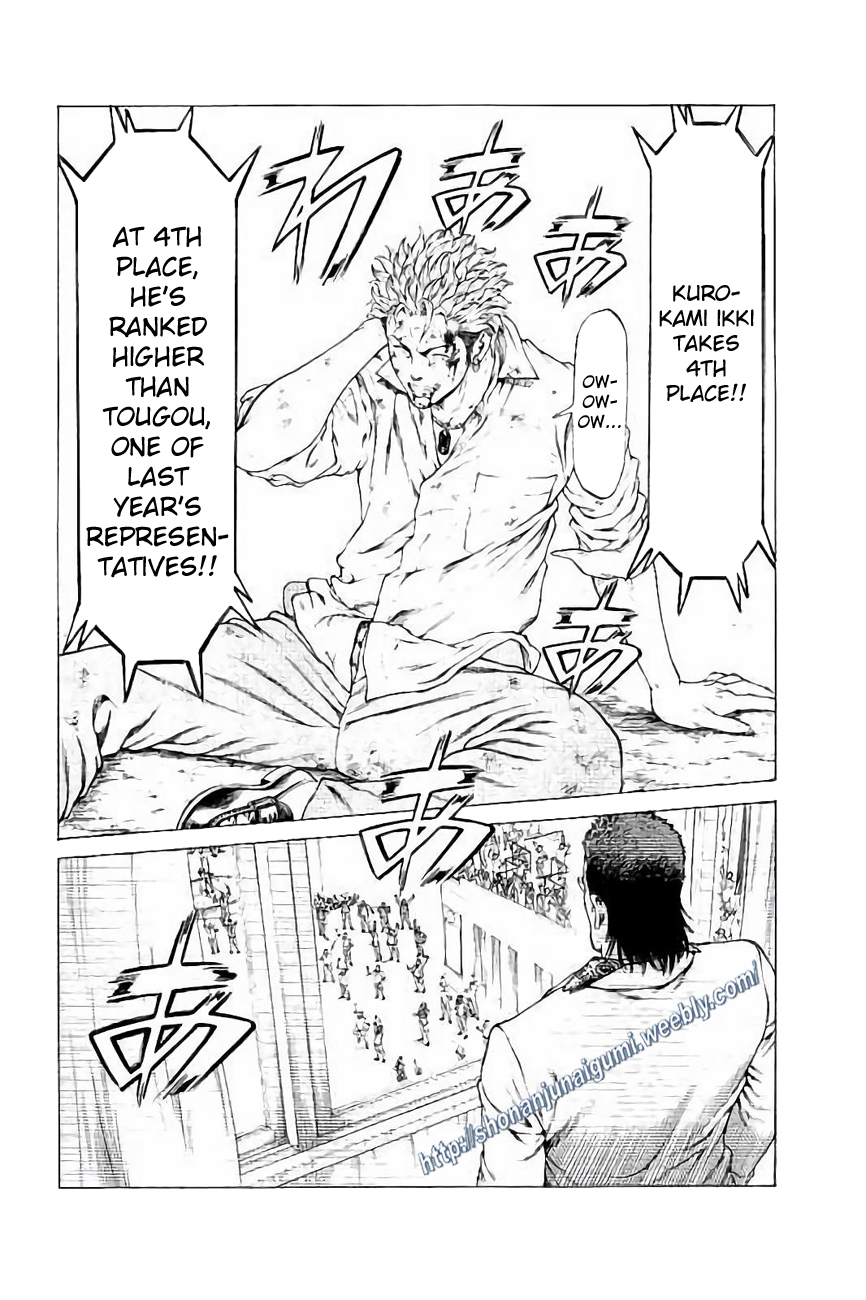 KURO-
KAMI IKKI
TAKES
4TH
PLACE!!
OW-
OW-
OW...
わ
あ
あ
あ
AT 4TH
PLACE,
HE'S
RANKED
HIGHER
THAN
TOUGOU,
ONE OF
LAST
YEAR'S
REPRESEN-
TATIVES!!
あ
あ
http://shonanjunaigumi.weebly.com/